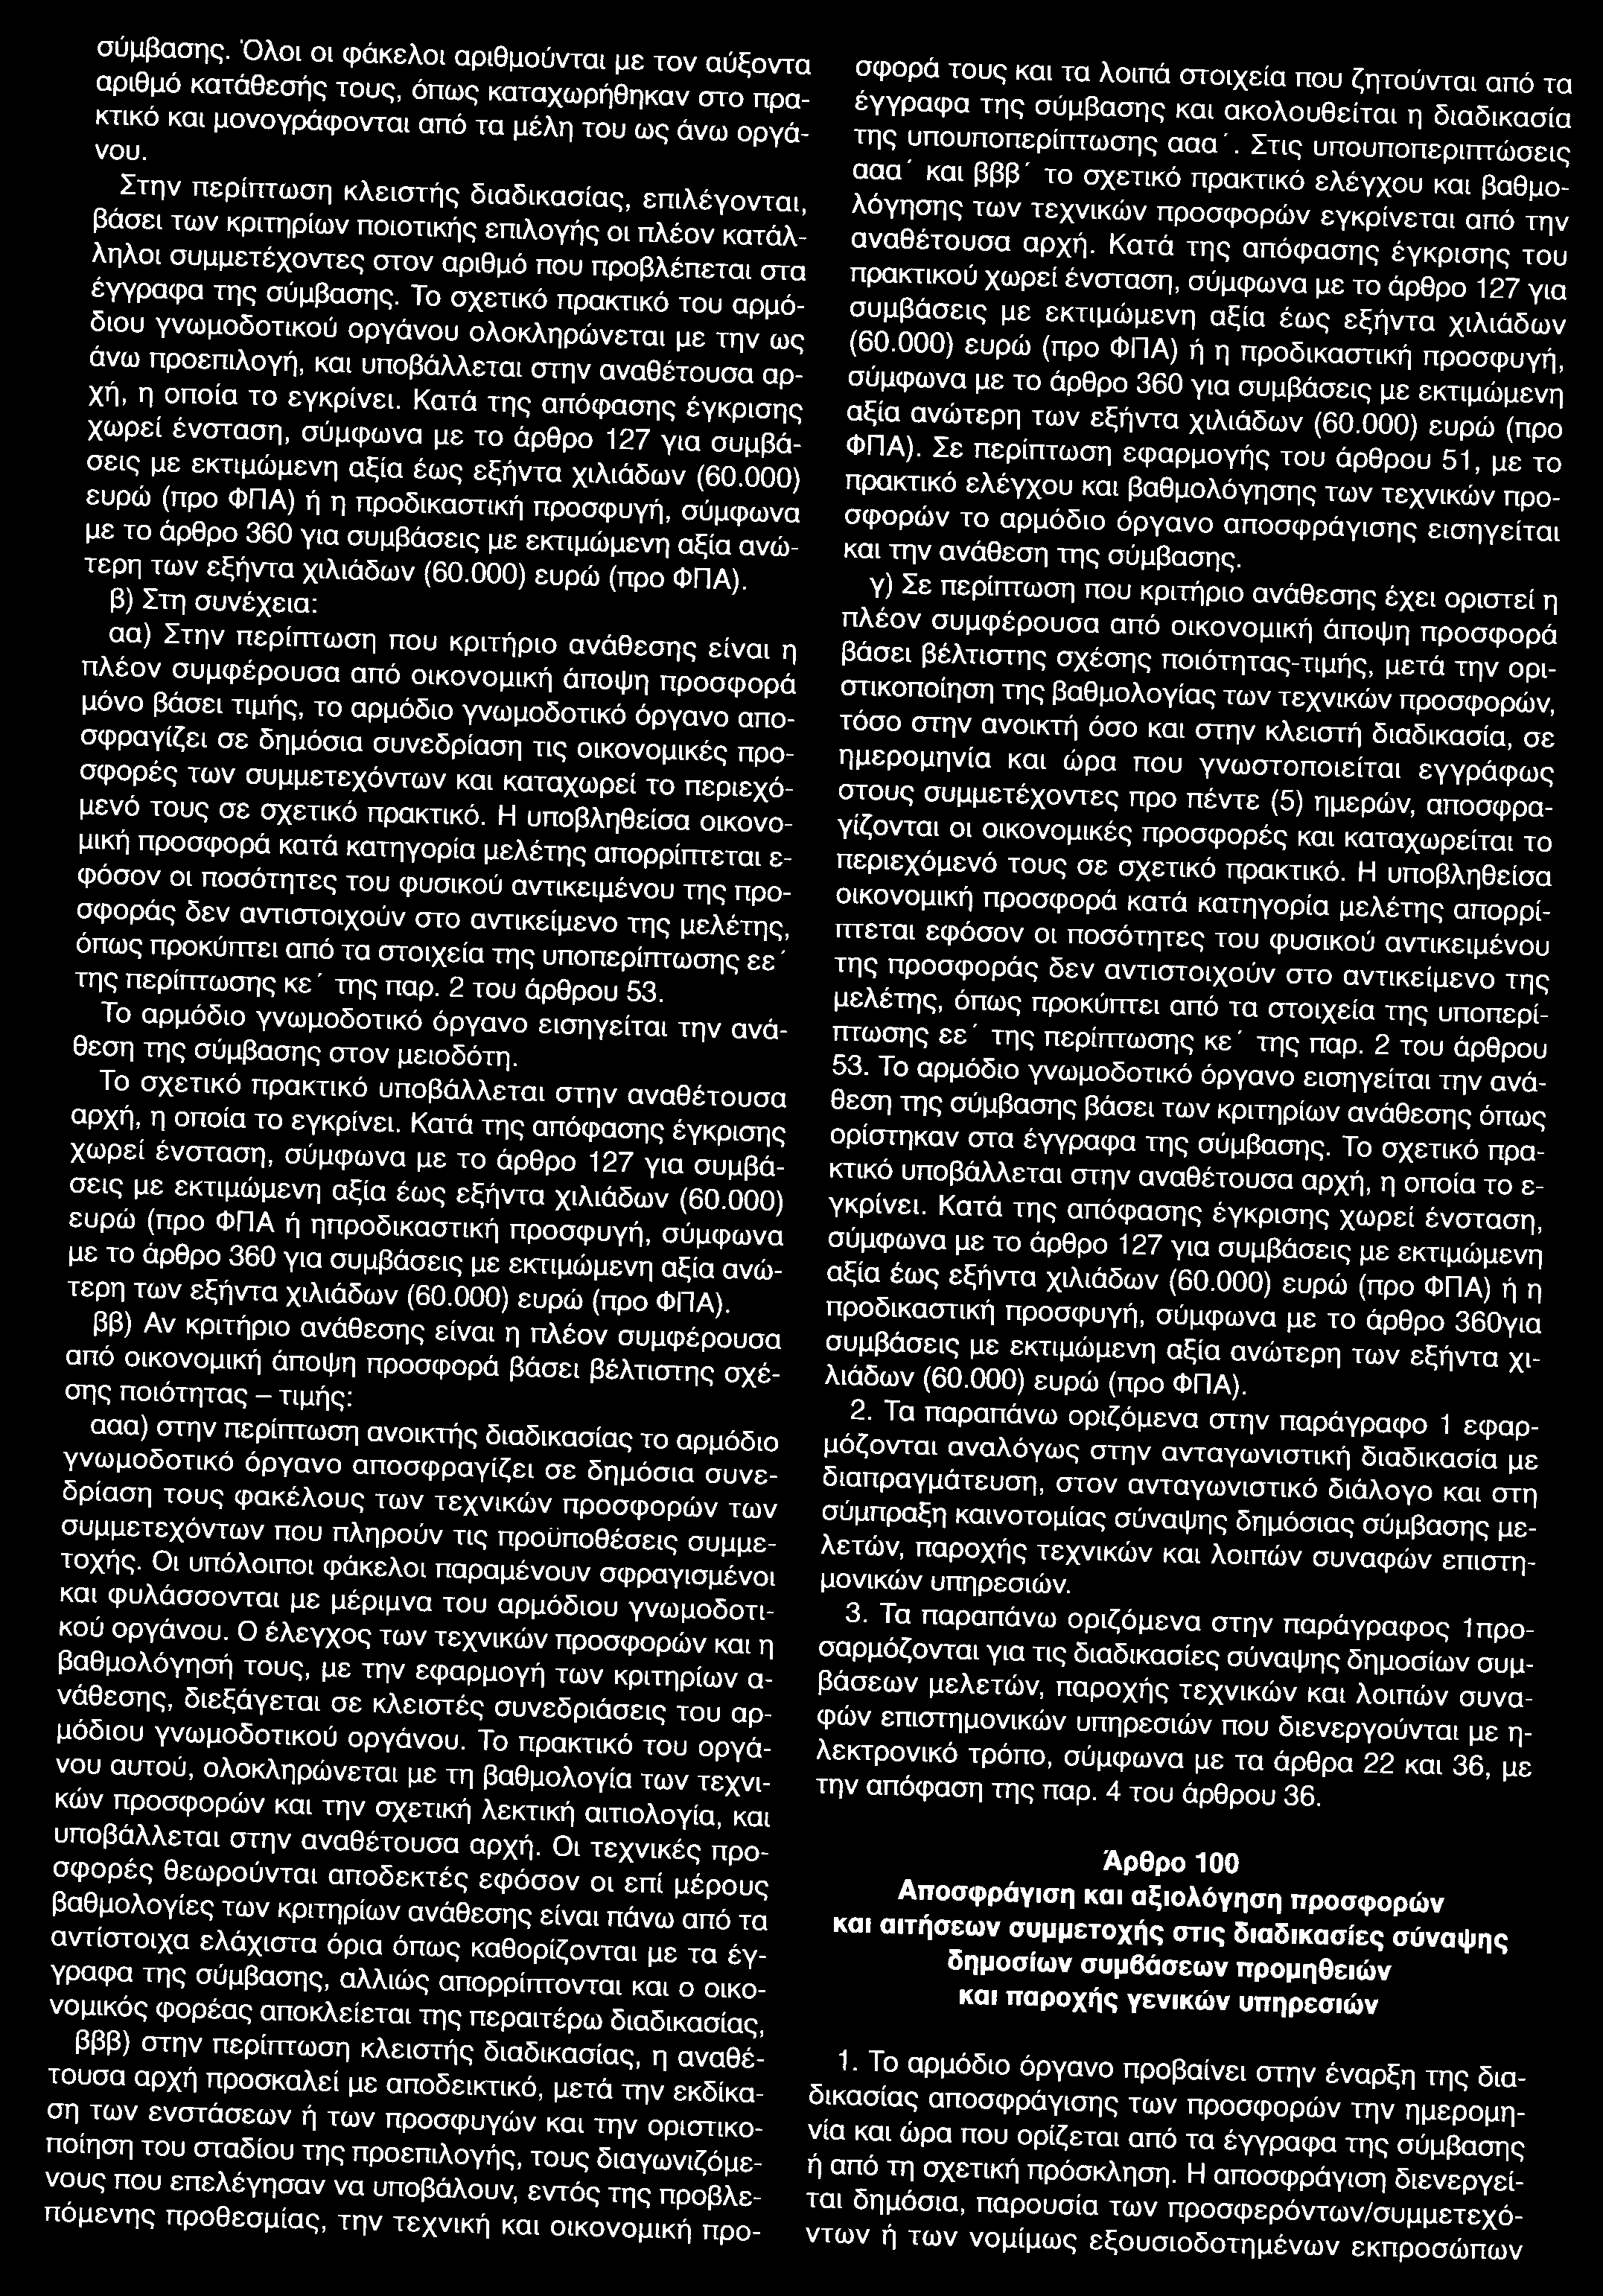 σύμβασης. Όλοι οι φάκελοι αριθμούνται με τον αύξοντα
αριθμό κατάθεσής τους, όπως καταχωρήθηκαν στο πρα-
κτικό και μονογράφονται από τα μέλη του ως άνω οργά-
νου.
Στην περίπτωση κλειστής διαδικασίας, επιλέγονται,
βάσει των κριτηρίων ποιοτικής επιλογής οι πλέον κατάλ-
ληλοι συμμετέχοντες στον αριθμό που προβλέπεται στα
έγγραφα της σύμβασης. Το σχετικό πρακτικό του αρμό-
διου γνωμοδοτικού οργάνου ολοκληρώνεται με την ως
άνω προεπιλογή, και υποβάλλεται στην αναθέτουσα αρ-
χή, η οποία το εγκρίνει. Κατά της απόφασης έγκρισης
χωρεί ένσταση, σύμφωνα με το άρθρο 127 για συμβά-
σεις με εκτιμώμενη αξία έως εξήντα χιλιάδων (60.000)
ευρώ (προ ΦΠΑ) ή η προδικαστική προσφυγή, σύμφωνα
με το άρθρο 360 για συμβάσεις με εκτιμώμενη αξία ανώ-
τερη των εξήντα χιλιάδων (60.000) ευρώ (προ ΦΠΑ).
β) Στη συνέχεια:
αα) Στην περίπτωση που κριτήριο ανάθεσης είναι η
πλέον συμφέρουσα από οικονομική άποψη προσφορά
μόνο βάσει τιμής, το αρμόδιο γνωμοδοτικό όργανο απο-
σφραγίζει σε δημόσια συνεδρίαση τις οικονομικές προ-
σφορές των συμμετεχόντων και καταχωρεί το περιεχό-
μενό τους σε σχετικό πρακτικό. Η υποβληθείσα οικονο-
μική προσφορά κατά κατηγορία μελέτης απορρίπτεται ε-
φόσον οι ποσότητες του φυσικού αντικειμένου της προ-
σφοράς δεν αντιστοιχούν στο αντικείμενο της μελέτης,
όπως προκύπτει από τα στοιχεία της υποπερίπτωσης εε΄
της περίπτωσης κε΄ της παρ. 2 του άρθρου 53.
Το αρμόδιο γνωμοδοτικό όργανο εισηγείται την ανά-
θεση της σύμβασης στον μειοδότη.
Το σχετικό πρακτικό υποβάλλεται στην αναθέτουσα
αρχή, η οποία το εγκρίνει. Κατά της απόφασης έγκρισης
χωρεί ένσταση, σύμφωνα με το άρθρο 127 για συμβά-
σεις με εκτιμώμενη αξία έως εξήντα χιλιάδων (60.000)
ευρώ (προ ΦΠΑ ή ηπροδικαστική προσφυγή, σύμφωνα
με το άρθρο 360 για συμβάσεις με εκτιμώμενη αξία ανώ-
τερη των εξήντα χιλιάδων (60.000) ευρώ (προ ΦΠΑ).
ββ) Αν κριτήριο ανάθεσης είναι η πλέον συμφέρουσα
από οικονομική άποψη προσφορά βάσει βέλτιστης σχέ-
σης ποιότητας – τιμής:
ααα) στην περίπτωση ανοικτής διαδικασίας το αρμόδιο
γνωμοδοτικό όργανο αποσφραγίζει σε δημόσια συνε-
δρίαση τους φακέλους των τεχνικών προσφορών των
συμμετεχόντων που πληρούν τις προϋποθέσεις συμμε-
τοχής. Οι υπόλοιποι φάκελοι παραμένουν σφραγισμένοι
και φυλάσσονται με μέριμνα του αρμόδιου γνωμοδοτι-
κού οργάνου. Ο έλεγχος των τεχνικών προσφορών και η
βαθμολόγησή τους, με την εφαρμογή των κριτηρίων α-
νάθεσης, διεξάγεται σε κλειστές συνεδριάσεις του αρ-
μόδιου γνωμοδοτικού οργάνου. Το πρακτικό του οργά-
νου αυτού, ολοκληρώνεται με τη βαθμολογία των τεχνι-
κών προσφορών και την σχετική λεκτική αιτιολογία, και
υποβάλλεται στην αναθέτουσα αρχή. Οι τεχνικές προ-
σφορές θεωρούνται αποδεκτές εφόσον οι επί μέρους
βαθμολογίες των κριτηρίων ανάθεσης είναι πάνω από τα
αντίστοιχα ελάχιστα όρια όπως καθορίζονται με τα έγ-
γραφα της σύμβασης, αλλιώς απορρίπτονται και ο οικο-
νομικός φορέας αποκλείεται της περαιτέρω διαδικασίας,
βββ) στην περίπτωση κλειστής διαδικασίας, η αναθέ-
τουσα αρχή προσκαλεί με αποδεικτικό, μετά την εκδίκα-
ση των ενστάσεων ή των προσφυγών και την οριστικο-
ποίηση του σταδίου της προεπιλογής, τους διαγωνιζόμε-
νους που επελέγησαν να υποβάλουν, εντός της προβλε-
πόμενης προθεσμίας, την τεχνική και οικονομική προ-
σφορά τους και τα λοιπά στοιχεία που ζητούνται από τα
έγγραφα της σύμβασης και ακολουθείται η διαδικασία
της υπουποπερίπτωσης ααα΄. Στις υπουποπεριπτώσεις
ααα΄ και βββ΄ το σχετικό πρακτικό ελέγχου και βαθμο-
λόγησης των τεχνικών προσφορών εγκρίνεται από την
αναθέτουσα αρχή. Κατά της απόφασης έγκρισης του
πρακτικού χωρεί ένσταση, σύμφωνα με το άρθρο 127 για
συμβάσεις με εκτιμώμενη αξία έως εξήντα χιλιάδων
(60.000) ευρώ (προ ΦΠΑ) ή η προδικαστική προσφυγή,
σύμφωνα με το άρθρο 360 για συμβάσεις με εκτιμώμενη
αξία ανώτερη των εξήντα χιλιάδων (60.000) ευρώ (προ
ΦΠΑ). Σε περίπτωση εφαρμογής του άρθρου 51, με το
πρακτικό ελέγχου και βαθμολόγησης των τεχνικών προ-
σφορών το αρμόδιο όργανο αποσφράγισης εισηγείται
και την ανάθεση της σύμβασης.
γ) Σε περίπτωση που κριτήριο ανάθεσης έχει οριστεί η
πλέον συμφέρουσα από οικονομική άποψη προσφορά
βάσει βέλτιστης σχέσης ποιότητας-τιμής, μετά την ορι-
στικοποίηση της βαθμολογίας των τεχνικών προσφορών,
τόσο στην ανοικτή όσο και στην κλειστή διαδικασία, σε
ημερομηνία και ώρα που γνωστοποιείται εγγράφως
στους συμμετέχοντες προ πέντε (5) ημερών, αποσφρα-
γίζονται οι οικονομικές προσφορές και καταχωρείται το
περιεχόμενό τους σε σχετικό πρακτικό. Η υποβληθείσα
οικονομική προσφορά κατά κατηγορία μελέτης απορρί-
πτεται εφόσον οι ποσότητες του φυσικού αντικειμένου
της προσφοράς δεν αντιστοιχούν στο αντικείμενο της
μελέτης, όπως προκύπτει από τα στοιχεία της υποπερί-
πτωσης εε΄ της περίπτωσης κε΄ της παρ. 2 του άρθρου
53. Το αρμόδιο γνωμοδοτικό όργανο εισηγείται την ανά-
θεση της σύμβασης βάσει των κριτηρίων ανάθεσης όπως
ορίστηκαν στα έγγραφα της σύμβασης. Το σχετικό πρα-
κτικό υποβάλλεται στην αναθέτουσα αρχή, η οποία το ε-
γκρίνει. Κατά της απόφασης έγκρισης χωρεί ένσταση,
σύμφωνα με το άρθρο 127 για συμβάσεις με εκτιμώμενη
αξία έως εξήντα χιλιάδων (60.000) ευρώ (προ ΦΠΑ) ή η
προδικαστική προσφυγή, σύμφωνα με το άρθρο 360για
συμβάσεις με εκτιμώμενη αξία ανώτερη των εξήντα χι-
λιάδων (60.000) ευρώ (προ ΦΠΑ).
2. Τα παραπάνω οριζόμενα στην παράγραφο 1 εφαρ-
μόζονται αναλόγως στην ανταγωνιστική διαδικασία με
διαπραγμάτευση, στον ανταγωνιστικό διάλογο και στη
σύμπραξη καινοτομίας σύναψης δημόσιας σύμβασης με-
λετών, παροχής τεχνικών και λοιπών συναφών επιστη-
μονικών υπηρεσιών.
3. Τα παραπάνω οριζόμενα στην παράγραφος 1προ-
σαρμόζονται για τις διαδικασίες σύναψης δημοσίων συμ-
βάσεων μελετών, παροχής τεχνικών και λοιπών συνα-
φών επιστημονικών υπηρεσιών που διενεργούνται με η-
λεκτρονικό τρόπο, σύμφωνα με τα άρθρα 22 και 36, με
την απόφαση της παρ. 4 του άρθρου 36.
Άρθρο 100
Αποσφράγιση και αξιολόγηση προσφορών
και αιτήσεων συμμετοχής στις διαδικασίες σύναψης
δημοσίων συμβάσεων προμηθειών
και παροχής γενικών υπηρεσιών
1. Το αρμόδιο όργανο προβαίνει στην έναρξη της δια-
δικασίας αποσφράγισης των προσφορών την ημερομη-
νία και ώρα που ορίζεται από τα έγγραφα της σύμβασης
ή από τη σχετική πρόσκληση. Η αποσφράγιση διενεργεί-
ται δημόσια, παρουσία των προσφερόντων/συμμετεχό-
ντων ή των νομίμως εξουσιοδοτημένων εκπροσώπων